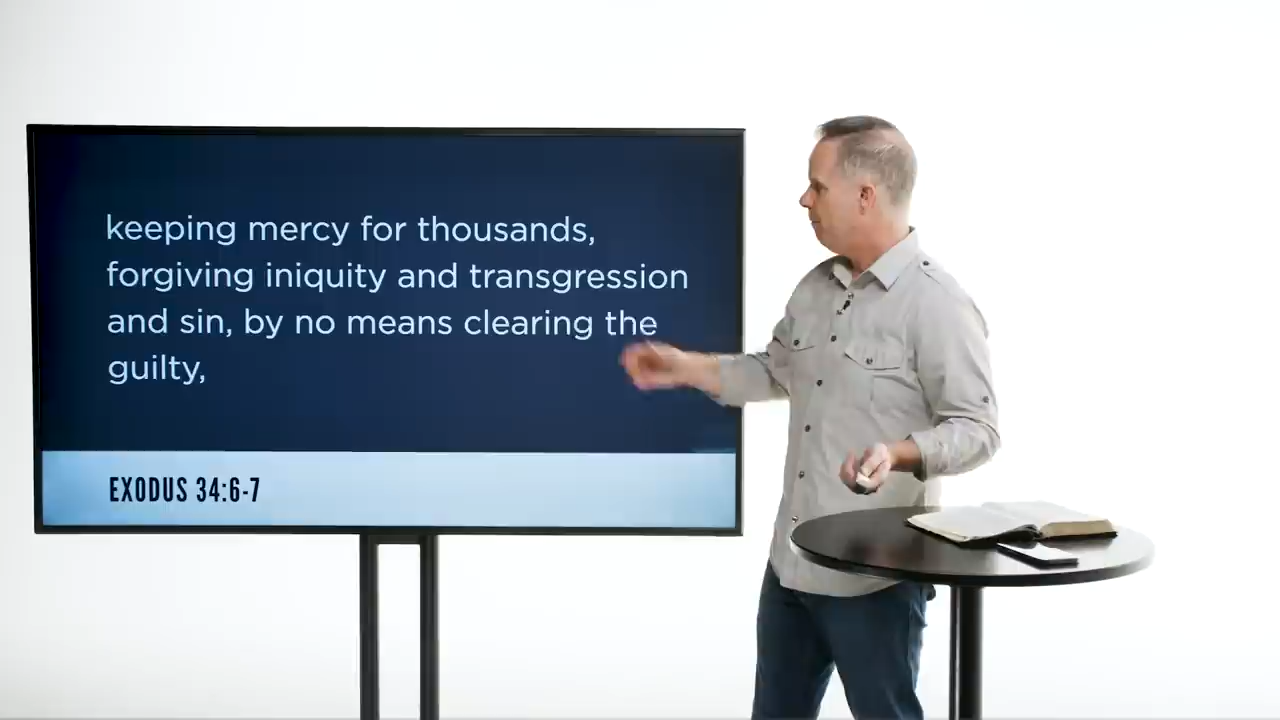 keeping mercy for thousands,
forgiving iniquity and transgression
and sin, by no means clearing the
guilty,
EXODUS 34:6-7